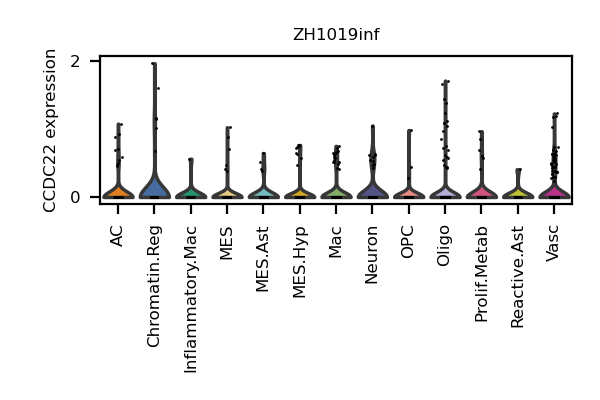 ZH1019inf
CCDC22 expression
2
0
AC
Chromatin.Reg
Inflammatory.Mac
MES
MES.Ast
MES.Hyp
Mac
Neuron
OPC
Oligo
Prolif.Metab
Reactive.Ast
Vasc